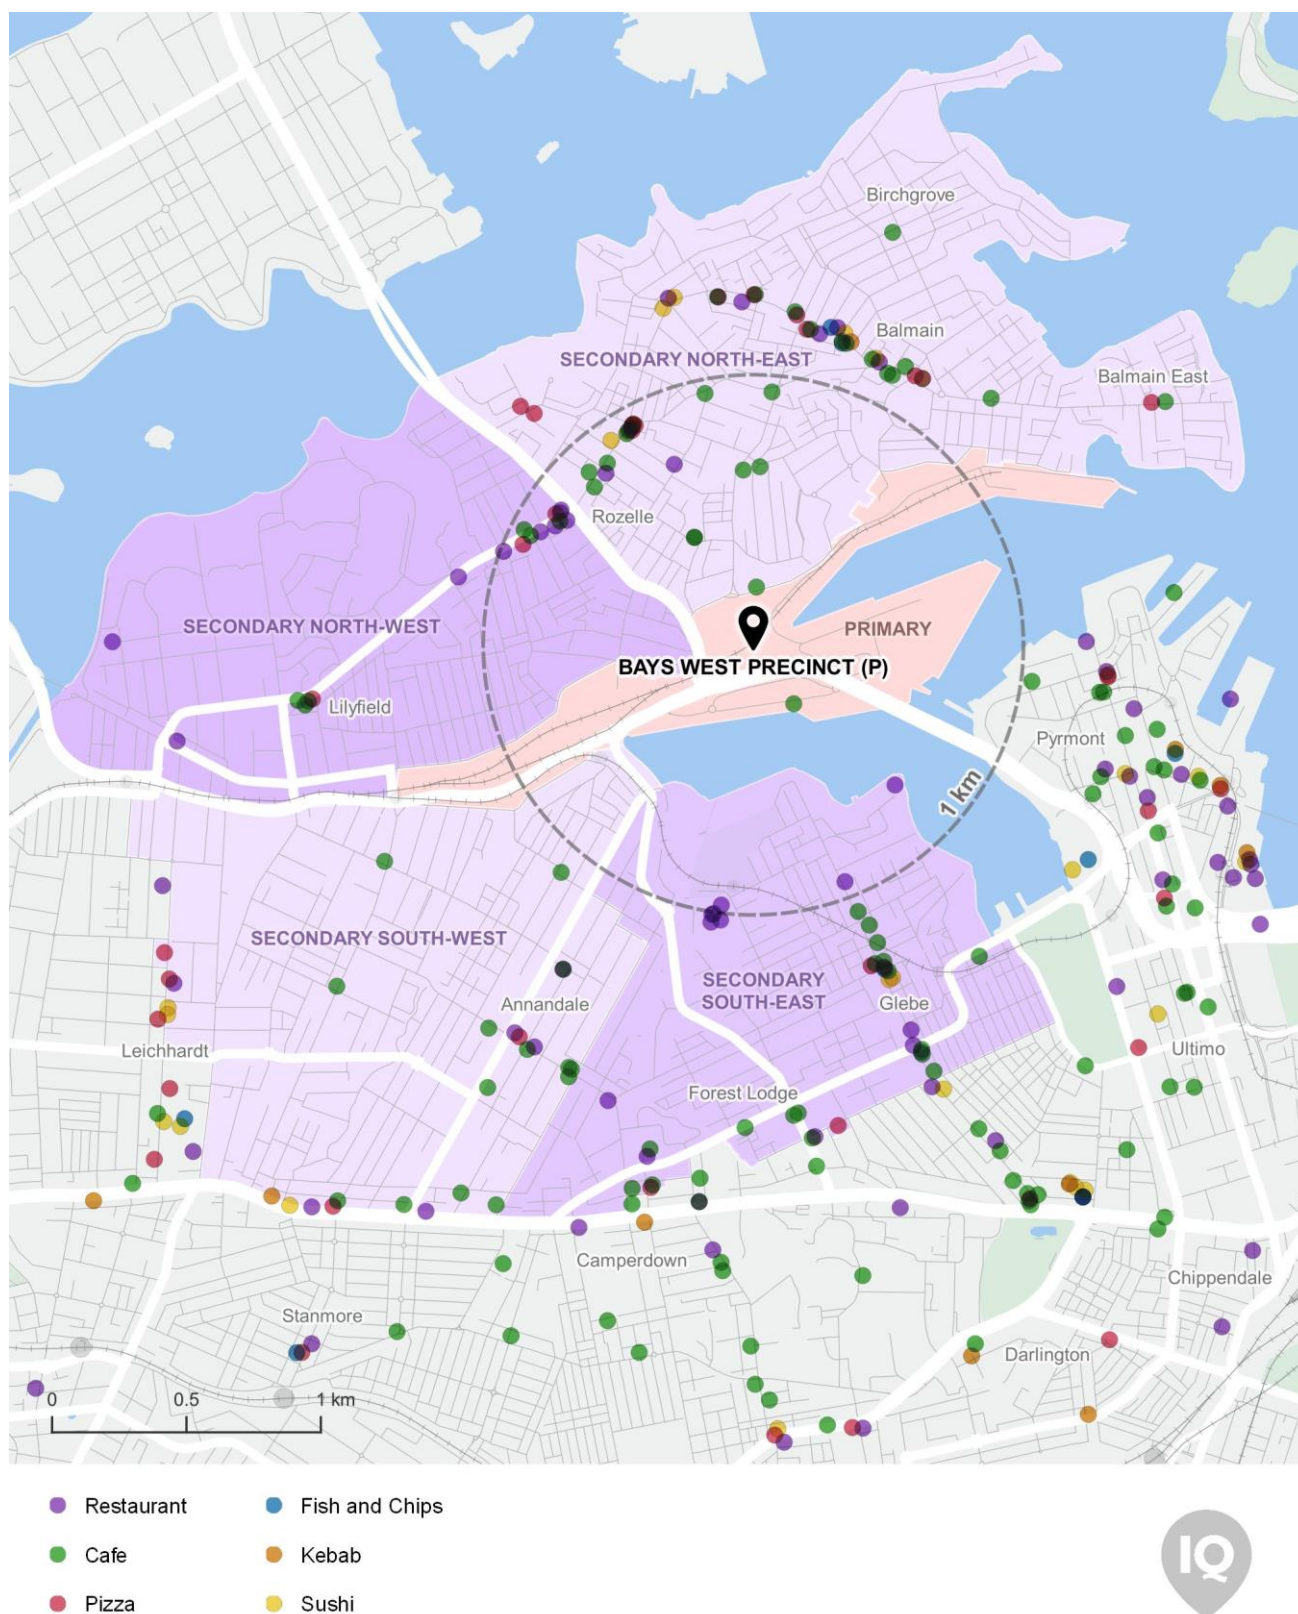 Birchgrove
Balmain
SECONDARY NORTH-EAST
Balmain East
Rozelle
SECONDARY NORTH-WEST
PRIMARY
BAYS WEST PRECINCT (P)
Lilyfield
Pyrmont
1 km
SECONDARY SOUTH-WEST
SECONDARY
SOUTH-EAST
Annandale
Glebe
Leichhardt
Ultimo
Forest Lodge
Camperdown
Chippendale
Stanmore
Darlington
0 0.5 1 km
Restaurant
Fish and Chips
Cafe
Kebab
Pizza
Sushi
IQ